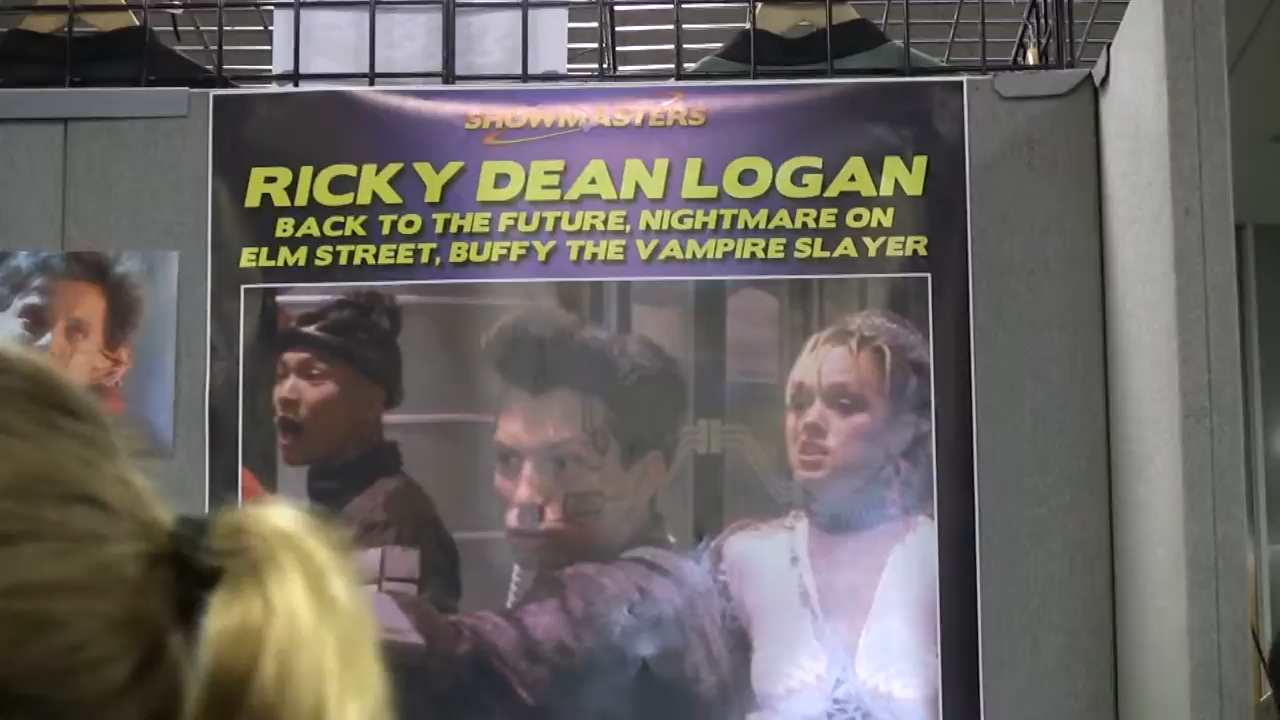 SHOWMASTERS
RICKY DEAN LOGAN
BACK TO THE FUTURE, NIGHTMARE ON
ELM STREET, BUFFY THE VAMPIRE SLAYER